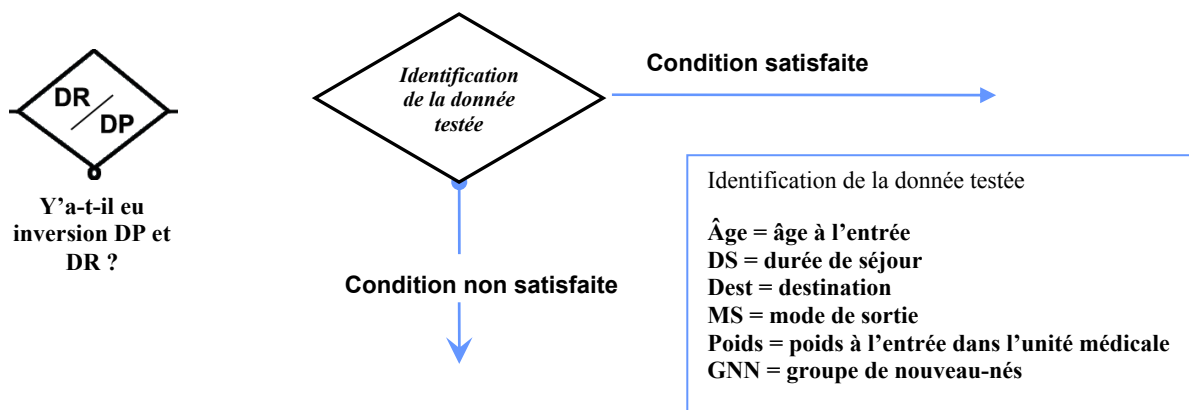 DR
DP
Y'a-t-il eu
inversion DP et
DR ?
Identification
de la donnée
testée
Condition satisfaite
Condition non satisfaite
Identification de la donnée testée
Âge = âge à l’entrée
DS = durée de séjour
Dest = destination
MS = mode de sortie
Poids = poids à l’entrée dans l’unité médicale
GNN = groupe de nouveau-nés